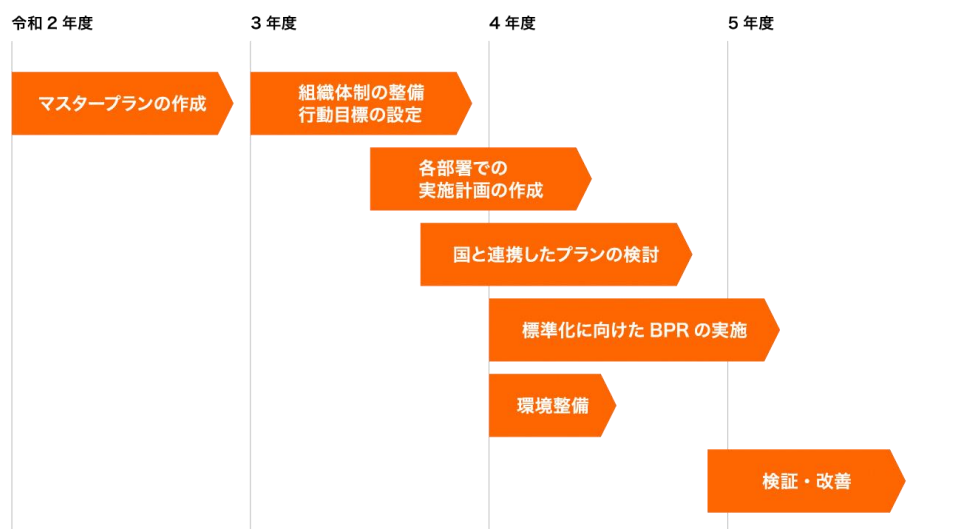 令和2年度
3年度
4年度
5年度
マスタープランの作成
組織体制の整備
行動目標の設定
各部署での
実施計画の作成
国と連携したプランの検討
標準化に向けたBPRの実施
環境整備
検証・改善